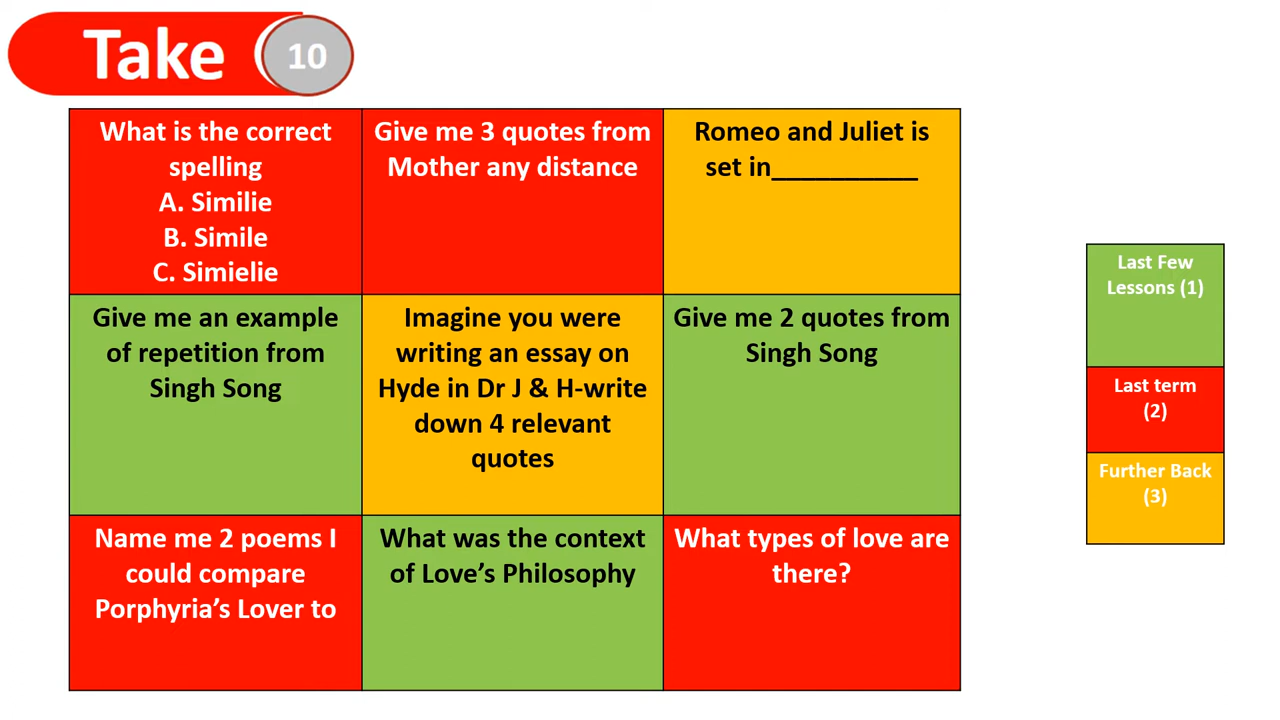 Take 10
What is the correct
spelling
A. Similie
B. Simile
C. Simielie
Give me 3 quotes from
Mother any distance
Romeo and Juliet is
set in__________
Give me an example
of repetition from
Singh Song
Imagine you were
writing an essay on
Hyde in Dr J & H-write
down 4 relevant
quotes
Give me 2 quotes from
Singh Song
Name me 2 poems I
could compare
Porphyria’s Lover to
What was the context
of Love’s Philosophy
What types of love are
there?
Last Few
Lessons (1)
Last term
(2)
Further Back
(3)